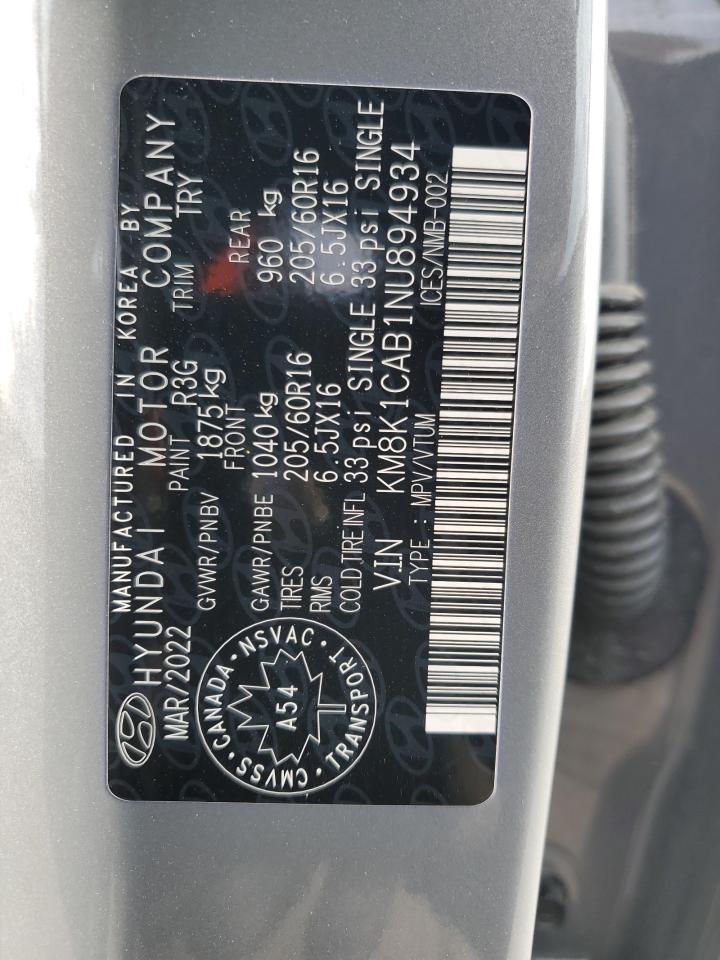 MANUFACTURED IN KOREA BY
HYUNDAI MOTOR COMPANY
MAR/2022 PAINT R3G TRIM TRY
GVWR/PNBV 1875kg
FRONT REAR
GAWR/PNBE 1040kg 960 kg
TIRES 205/60R16 205/60R16
RIMS 6.5JX16 6.5JX16
COLD TIRE INFL 33 psi SINGLE 33 psi SINGLE
VIN KM8K1CAB1NU894934
TYPE : MPV/VTUM ICES/NMB-002
CANADA • NSVAC • TRANSPORT • CMVSS •
A54